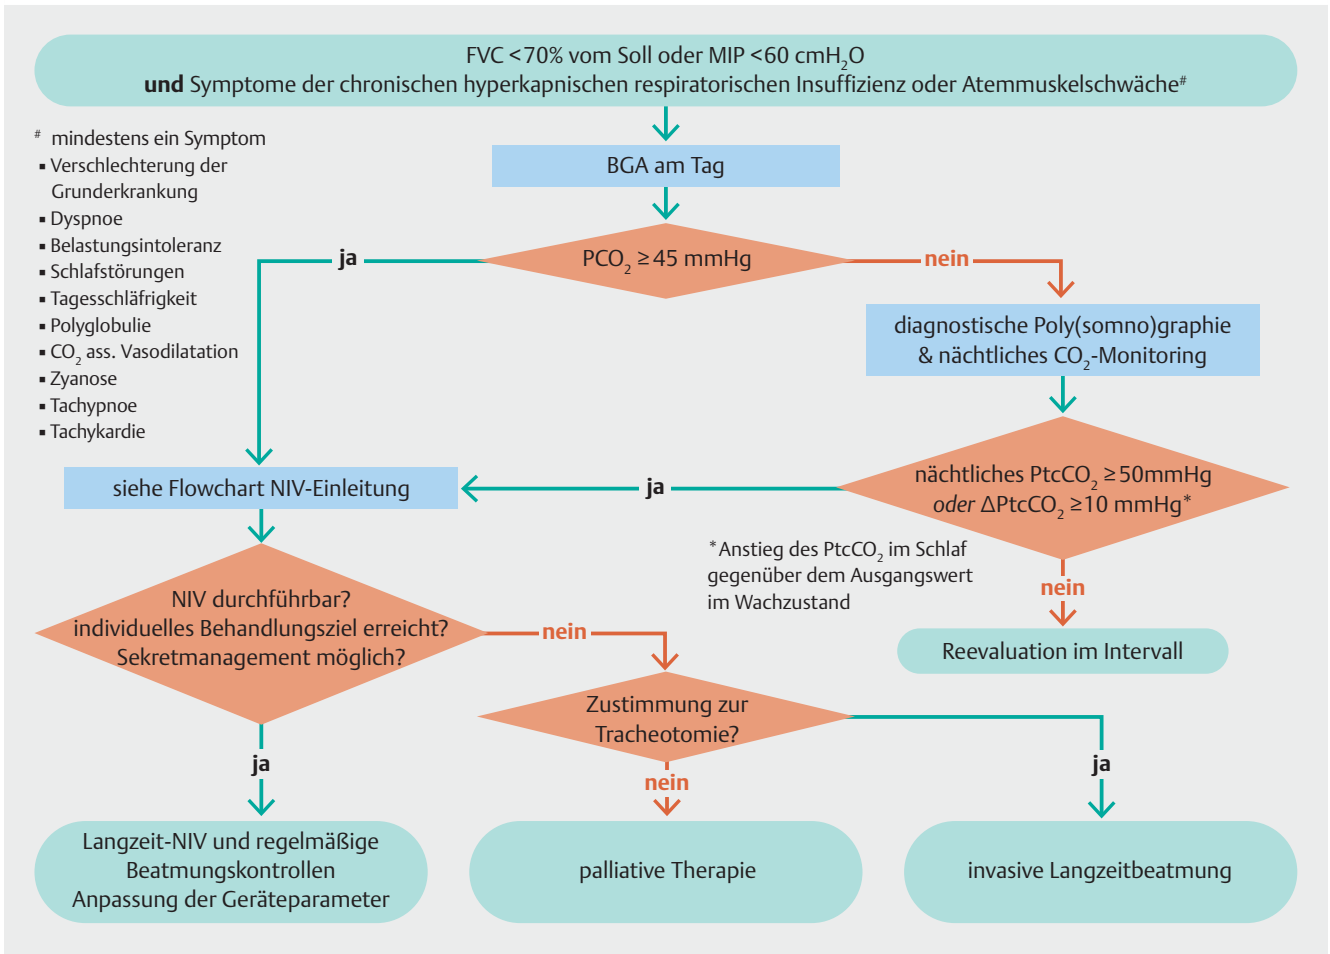 FVC <70% vom Soll oder MIP <60 cmH₂O
und Symptome der chronischen hyperkapnischen respiratorischen Insuffizienz oder Atemmuskelschwäche#
# mindestens ein Symptom
▪ Verschlechterung der
Grunderkrankung
▪ Dyspnoe
▪ Belastungsintoleranz
▪ Schlafstörungen
▪ Tagesschläfrigkeit
▪ Polyglobulie
▪ CO₂ ass. Vasodilatation
▪ Zyanose
▪ Tachypnoe
▪ Tachykardie
BGA am Tag
PCO₂ ≥45 mmHg
ja
nein
diagnostische Poly(somno)graphie
& nächtliches CO₂-Monitoring
nächtliches PtcCO₂ ≥50mmHg
oder ΔPtcCO₂ ≥10 mmHg*
ja
siehe Flowchart NIV-Einleitung
*Anstieg des PtcCO₂ im Schlaf
gegenüber dem Ausgangswert
im Wachzustand
nein
Reevaluation im Intervall
NIV durchführbar?
individuelles Behandlungsziel erreicht?
Sekretmanagement möglich?
nein
Zustimmung zur
Tracheotomie?
ja
nein
ja
Langzeit-NIV und regelmäßige
Beatmungskontrollen
Anpassung der Geräteparameter
palliative Therapie
invasive Langzeitbeatmung